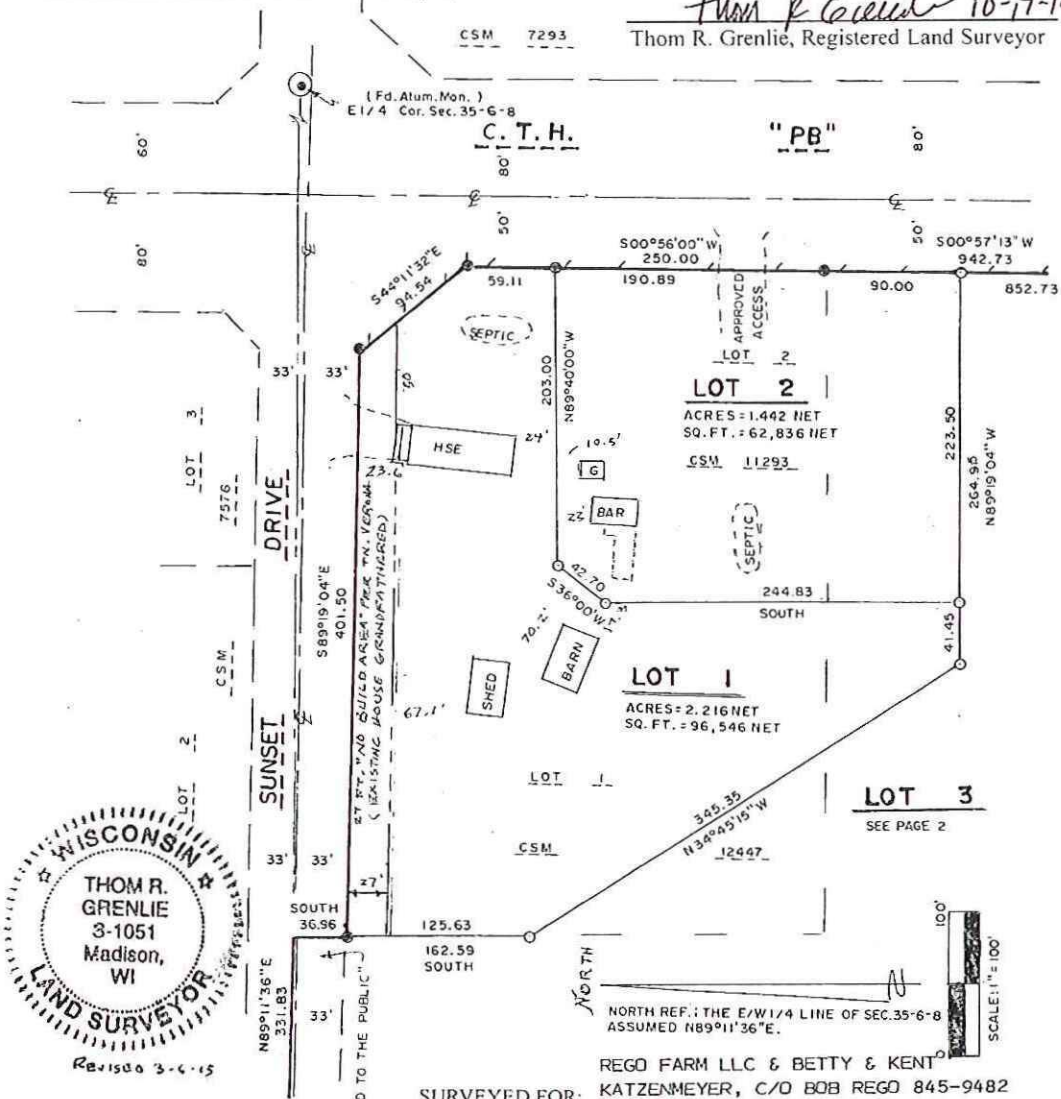 10-17-1
Thom R. Grenlie, Registered Land Surveyor
CSM 7293
(Fd. Alum. Mon.)
E1/4 Cor. Sec. 35-6-8
C. T. H. "PB"
60'
80'
80'
80'
50'
50'
S00°56'00"W
250.00
S00°57'13"W
942.73
S44°11'32"E
94.54
59.11
190.89
90.00
852.73
SEPTIC
APPROVED
ACCESS
LOT 2
LOT 2
ACRES = 1.442 NET
SQ. FT. = 62,836 NET
CSM 11293
203.00
N89°40'00"W
223.50
264.95
N89°19'04"W
33' 33'
LOT 3
7576
CSM
LOT 2
SUNSET DRIVE
HSE
24'
23.6
10.5'
G
22'
BAR
SEPTIC
42.70
S36°00'W
244.83
SOUTH
41.45
S89°19'04"E
401.50
27 FT. "NO BUILD AREA" PER TN. VERONA
(EXISTING HOUSE GRANDFATHERED)
70.2'
BARN
SHED
67.1'
LOT 1
ACRES = 2.216 NET
SQ. FT. = 96,546 NET
LOT 1
CSM 12447
345.35
N34°45'15"W
LOT 3
SEE PAGE 2
33' 33'
27'
SOUTH
36.96
125.63
162.59
SOUTH
N89°11'36"E
331.83
33'
D TO THE PUBLIC"
WISCONSIN
THOM R.
GRENLIE
S-1051
Madison,
WI
LAND SURVEYOR
Revised 3-6-15
NORTH
N
NORTH REF.: THE E/W1/4 LINE OF SEC.35-6-8
ASSUMED N89°11'36"E.
100'
0
SCALE: 1" = 100'
SURVEYED FOR: REGO FARM LLC & BETTY & KENT
KATZENMEYER, C/O BOB REGO 845-9482